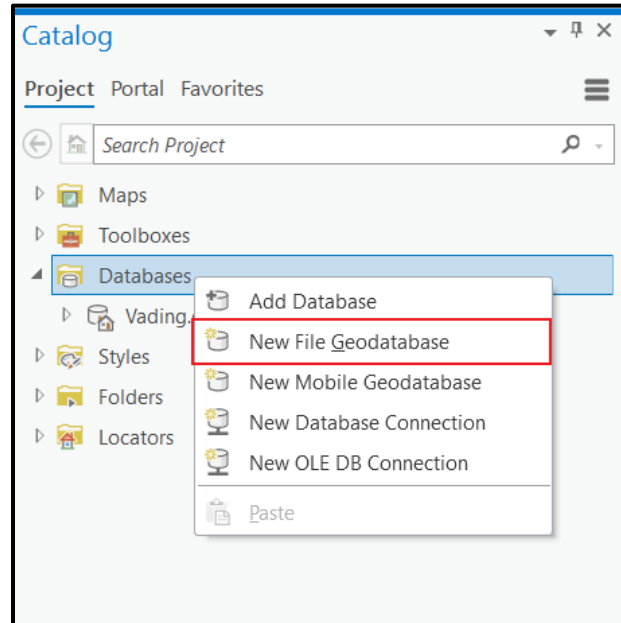 Catalog
Project Portal Favorites
Search Project
Maps
Toolboxes
Databases
Vading.
Styles
Folders
Locators
Add Database
New File Geodatabase
New Mobile Geodatabase
New Database Connection
New OLE DB Connection
Paste